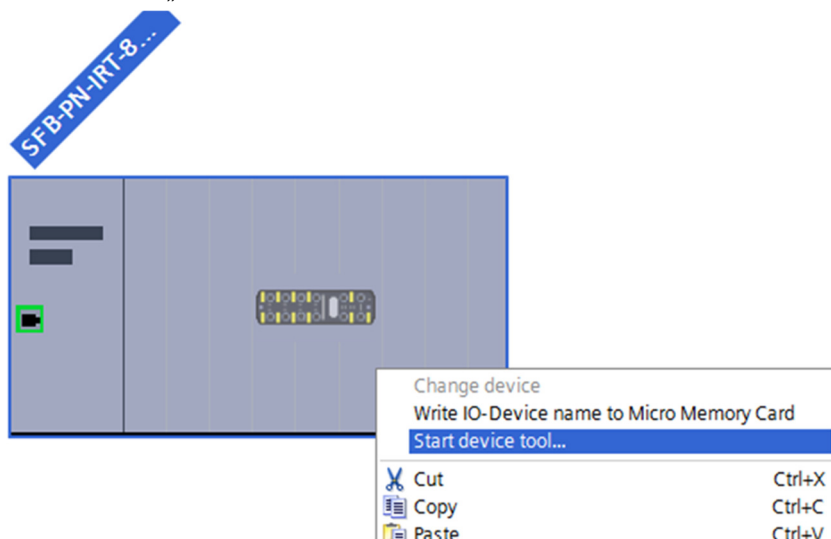 SFB-PN-IRT-8...
Change device
Write IO-Device name to Micro Memory Card
Start device tool...
Cut Ctrl+X
Copy Ctrl+C
Paste Ctrl+V